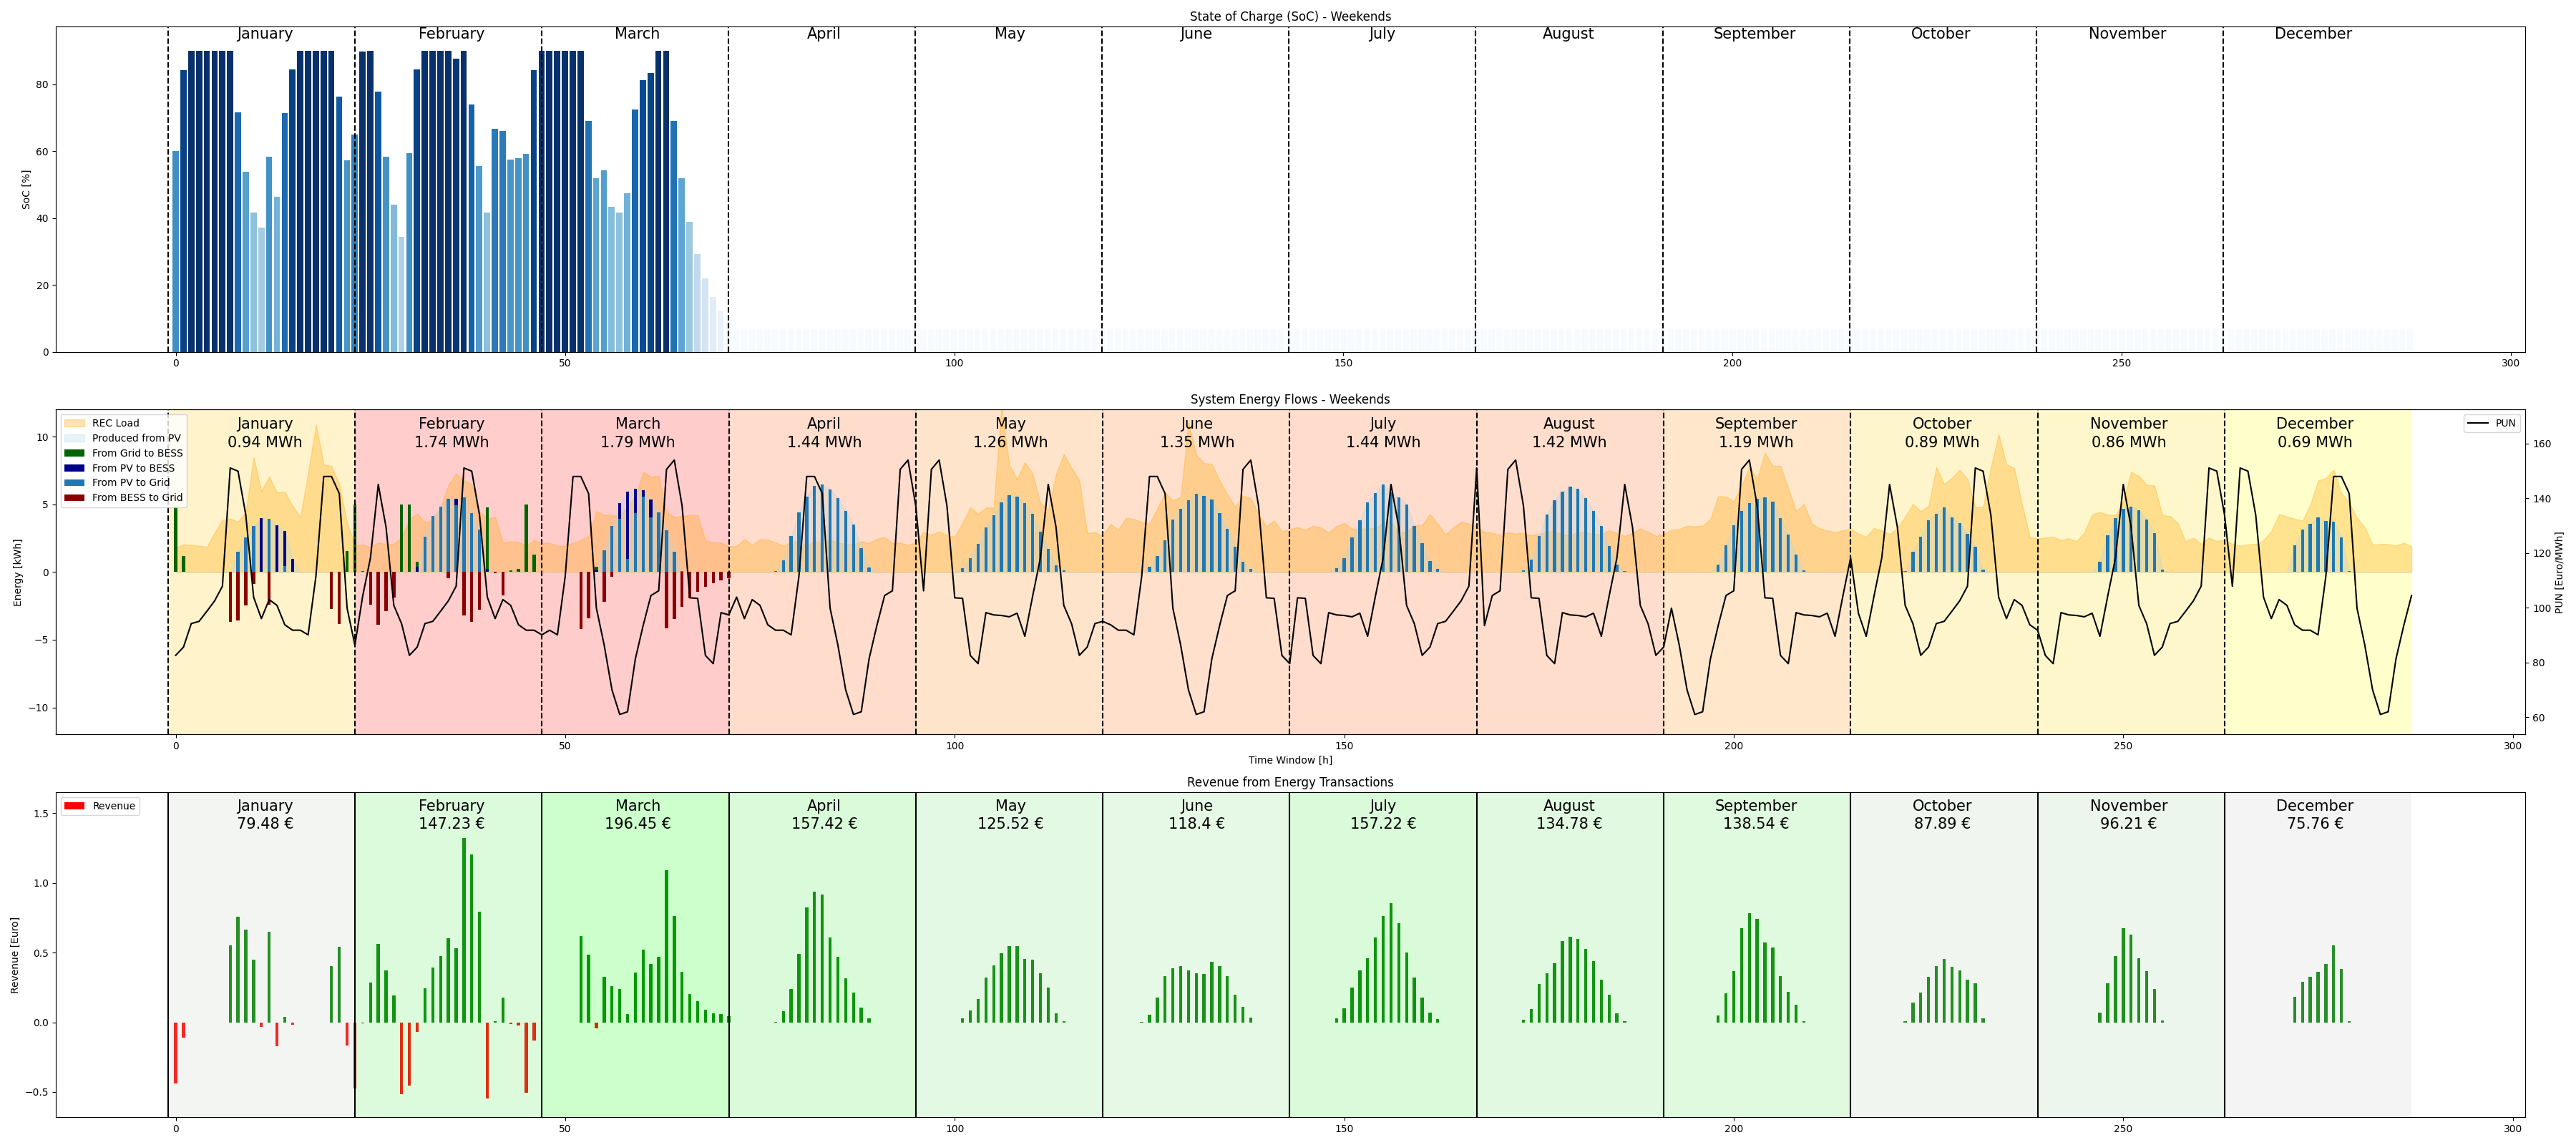 State of Charge (SoC) - Weekends
January February March April May June July August September October November December
SoC [%]
80
60
40
20
0
0 50 100 150 200 250 300
System Energy Flows - Weekends
REC Load
Produced from PV
From Grid to BESS
From PV to BESS
From PV to Grid
From BESS to Grid
January February March April May June July August September October November December
0.94 MWh 1.74 MWh 1.79 MWh 1.44 MWh 1.26 MWh 1.35 MWh 1.44 MWh 1.42 MWh 1.19 MWh 0.89 MWh 0.86 MWh 0.69 MWh
PUN
Energy [kWh]
10
5
0
−5
−10
160
140
120
100
80
60
PUN [Euro/MWh]
0 50 100 150 200 250 300
Time Window [h]
Revenue from Energy Transactions
Revenue
January February March April May June July August September October November December
79.48 € 147.23 € 196.45 € 157.42 € 125.52 € 118.4 € 157.22 € 134.78 € 138.54 € 87.89 € 96.21 € 75.76 €
Revenue [Euro]
1.5
1.0
0.5
0.0
−0.5
0 50 100 150 200 250 300